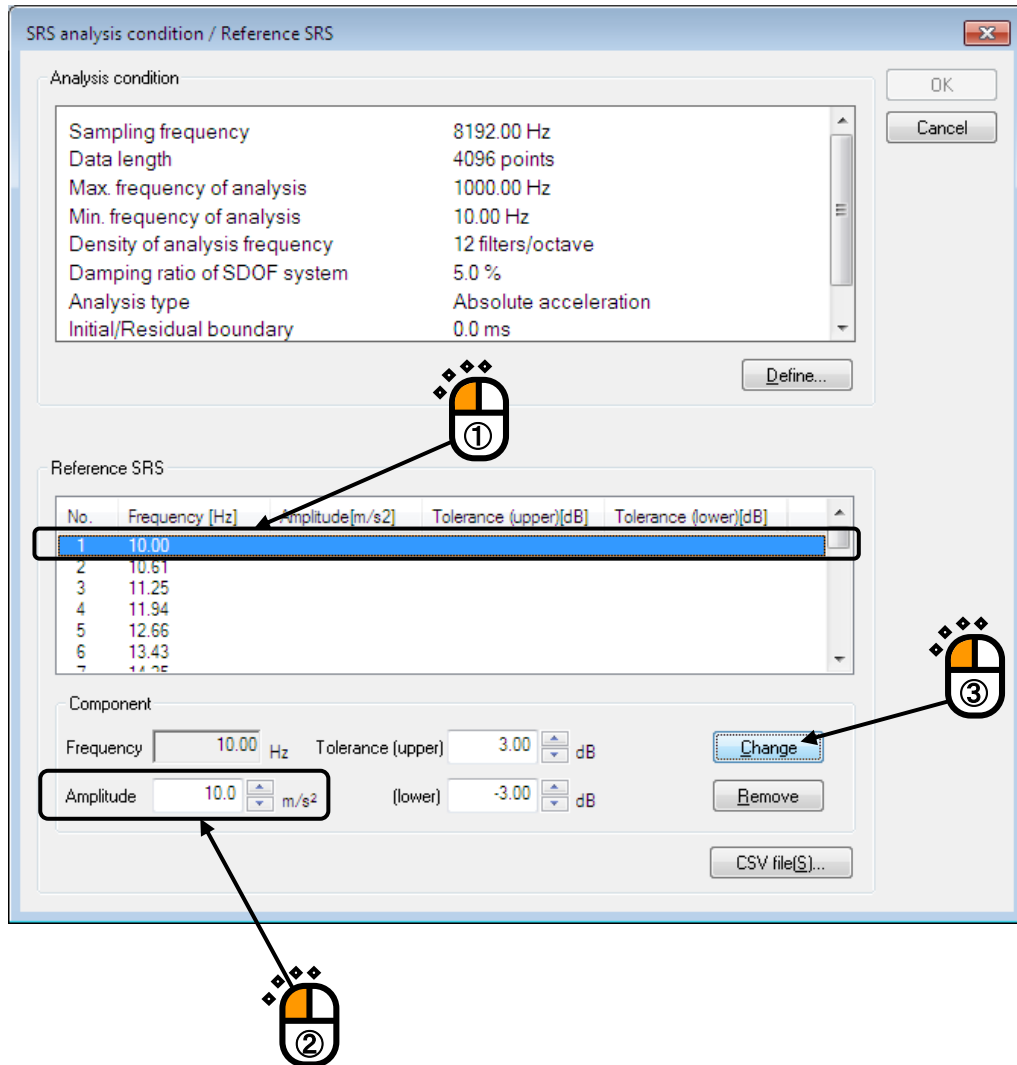 SRS analysis condition / Reference SRS
Analysis condition
OK
Cancel
Sampling frequency 8192.00 Hz
Data length 4096 points
Max. frequency of analysis 1000.00 Hz
Min. frequency of analysis 10.00 Hz
Density of analysis frequency 12 filters/octave
Damping ratio of SDOF system 5.0 %
Analysis type Absolute acceleration
Initial/Residual boundary 0.0 ms
Define...
①
Reference SRS
No. Frequency [Hz] Amplitude[m/s2] Tolerance (upper)[dB] Tolerance (lower)[dB]
1 10.00
2 10.61
3 11.25
4 11.94
5 12.66
6 13.43
7 14.25
③
Component
Frequency 10.00 Hz Tolerance (upper) 3.00 dB Change
Amplitude 10.0 m/s² (lower) -3.00 dB Remove
CSV file(S)...
②